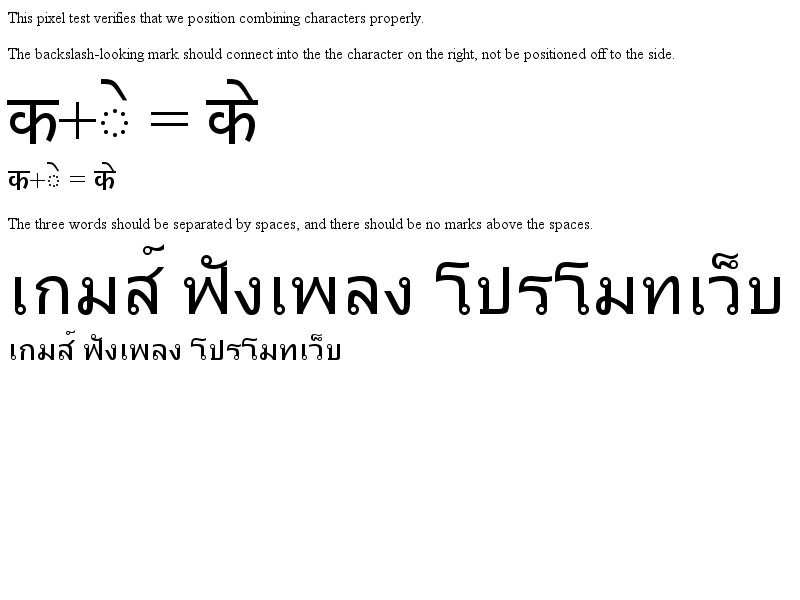 This pixel test verifies that we position combining characters properly.
The backslash-looking mark should connect into the the character on the right, not be positioned off to the side.
क+े = के
क+े = के
The three words should be separated by spaces, and there should be no marks above the spaces.
เกมส์ ฟังเพลง โปรโมทเว็บ
เกมส์ ฟังเพลง โปรโมทเว็บ